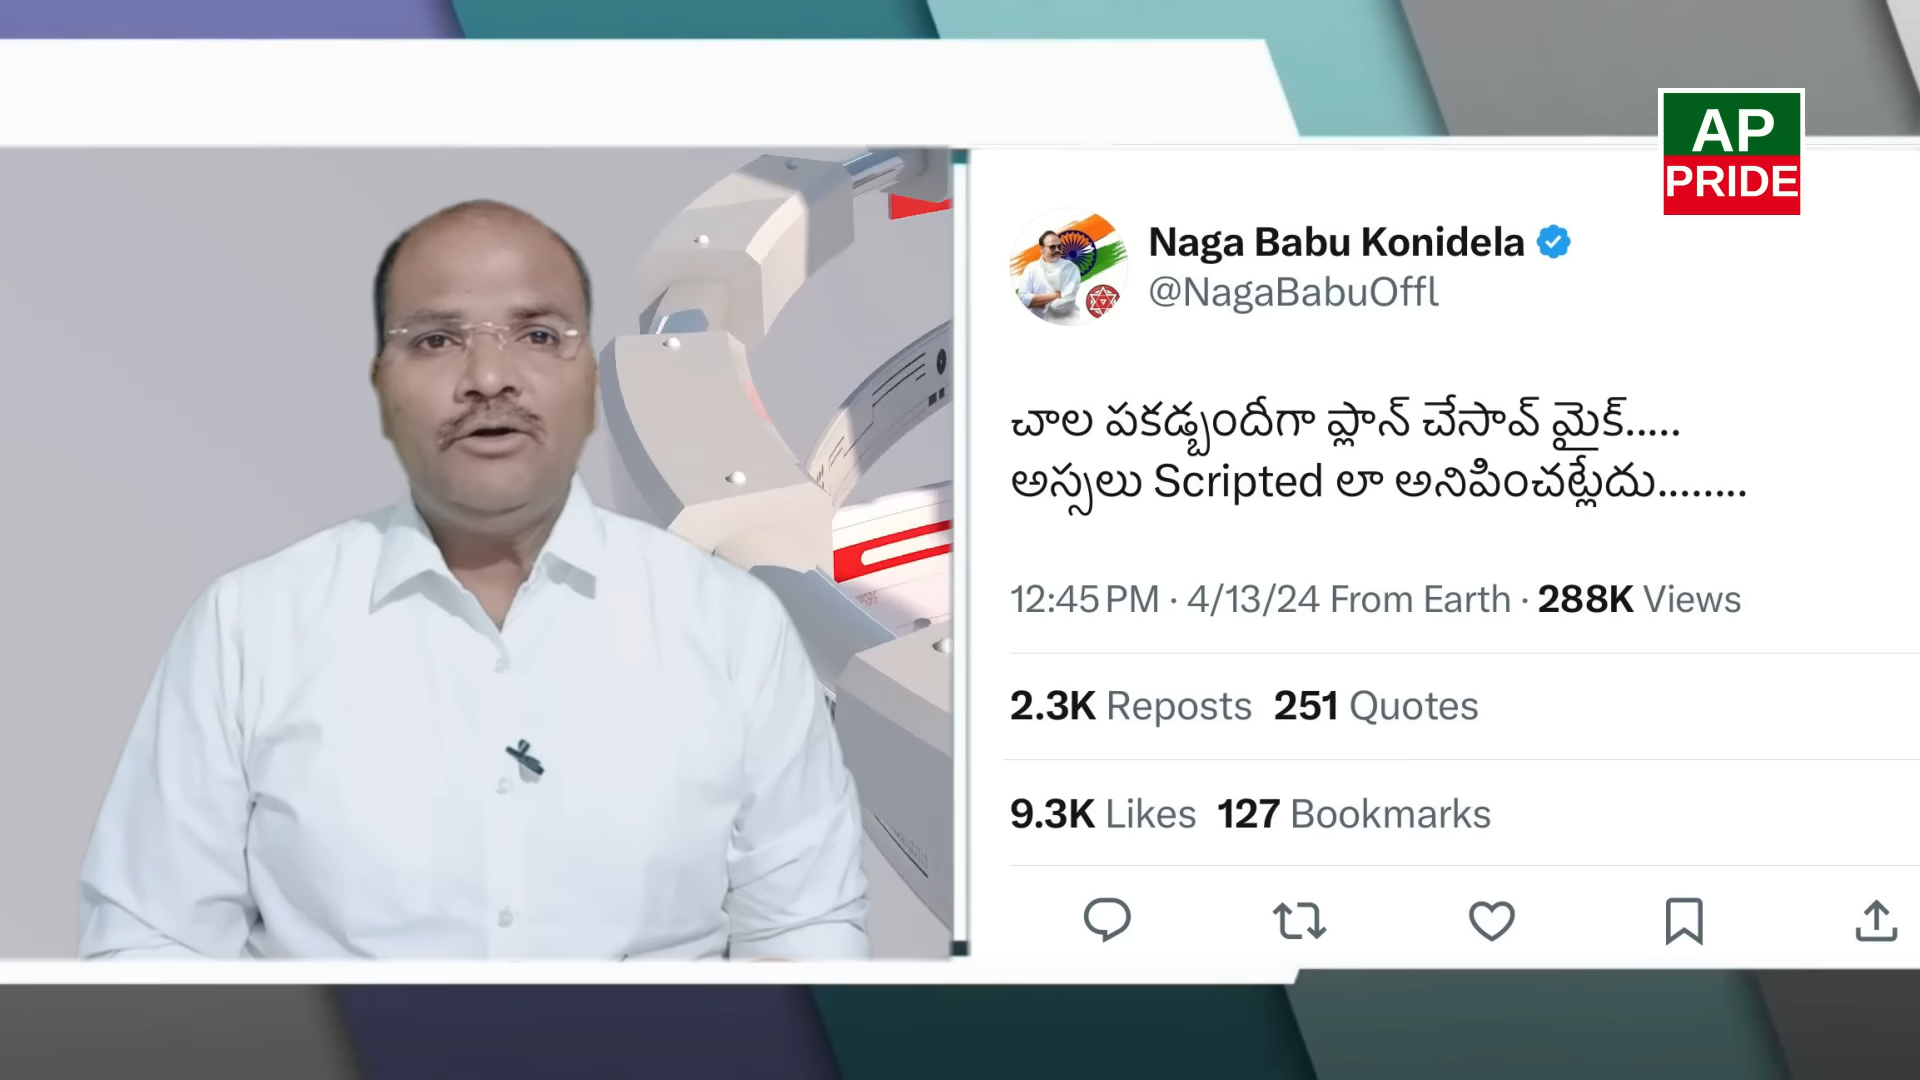 AP
PRIDE
Naga Babu Konidela
@NagaBabuOffl
చాల పకడ్బందీగా ప్లాన్ చేసావ్ మైక్.....
అస్సలు Scripted లా అనిపించట్లేదు........
12:45 PM · 4/13/24 From Earth · 288K Views
2.3K Reposts 251 Quotes
9.3K Likes 127 Bookmarks